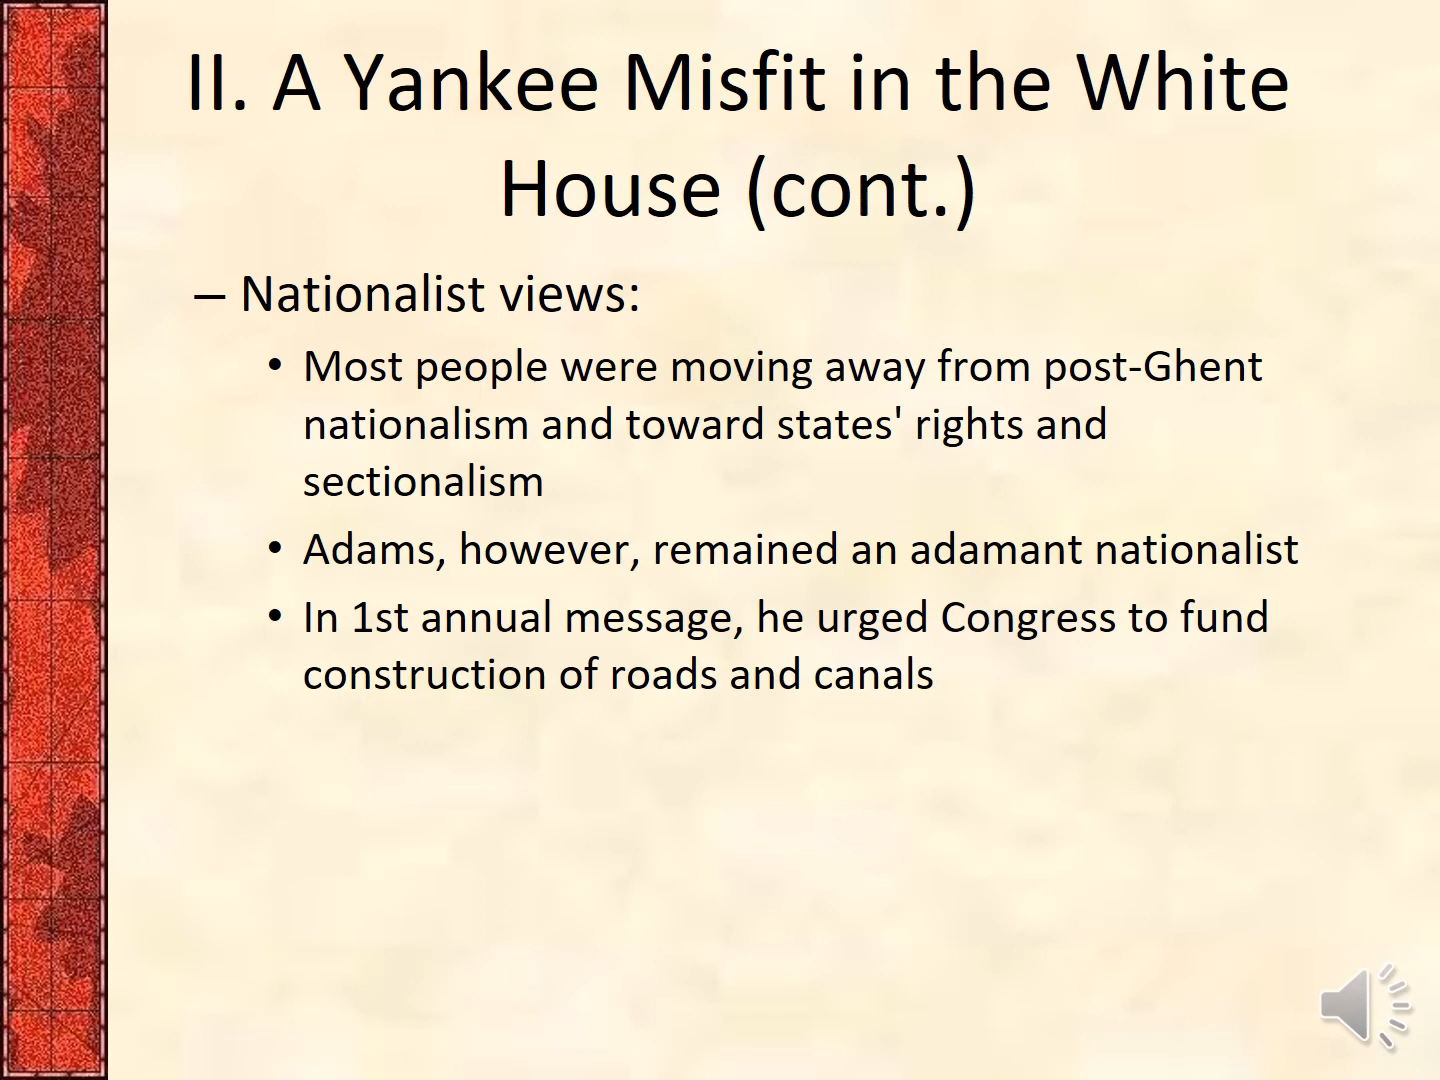 II. A Yankee Misfit in the White
House (cont.)
– Nationalist views:
• Most people were moving away from post-Ghent
nationalism and toward states' rights and
sectionalism
• Adams, however, remained an adamant nationalist
• In 1st annual message, he urged Congress to fund
construction of roads and canals